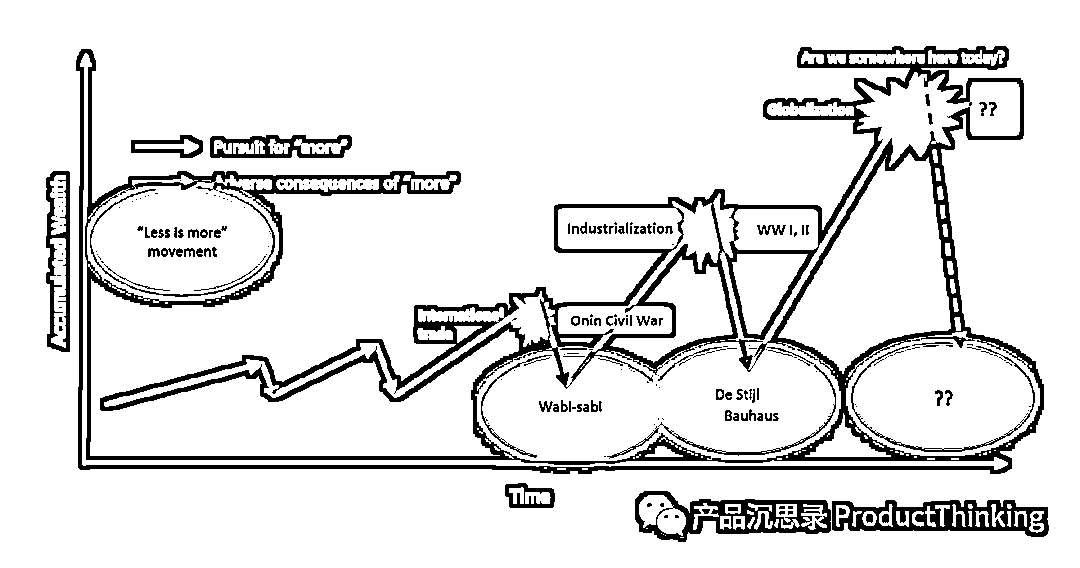 Are we somewhere here today?
Globalization
??
Pursuit for "more"
Adverse consequences of "more"
Accumulated Wealth
"Less is more"
movement
Industrialization
WW I, II
International
trade
Onin Civil War
Wabi-sabi
De Stijl
Bauhaus
??
Time
产品沉思录 ProductThinking